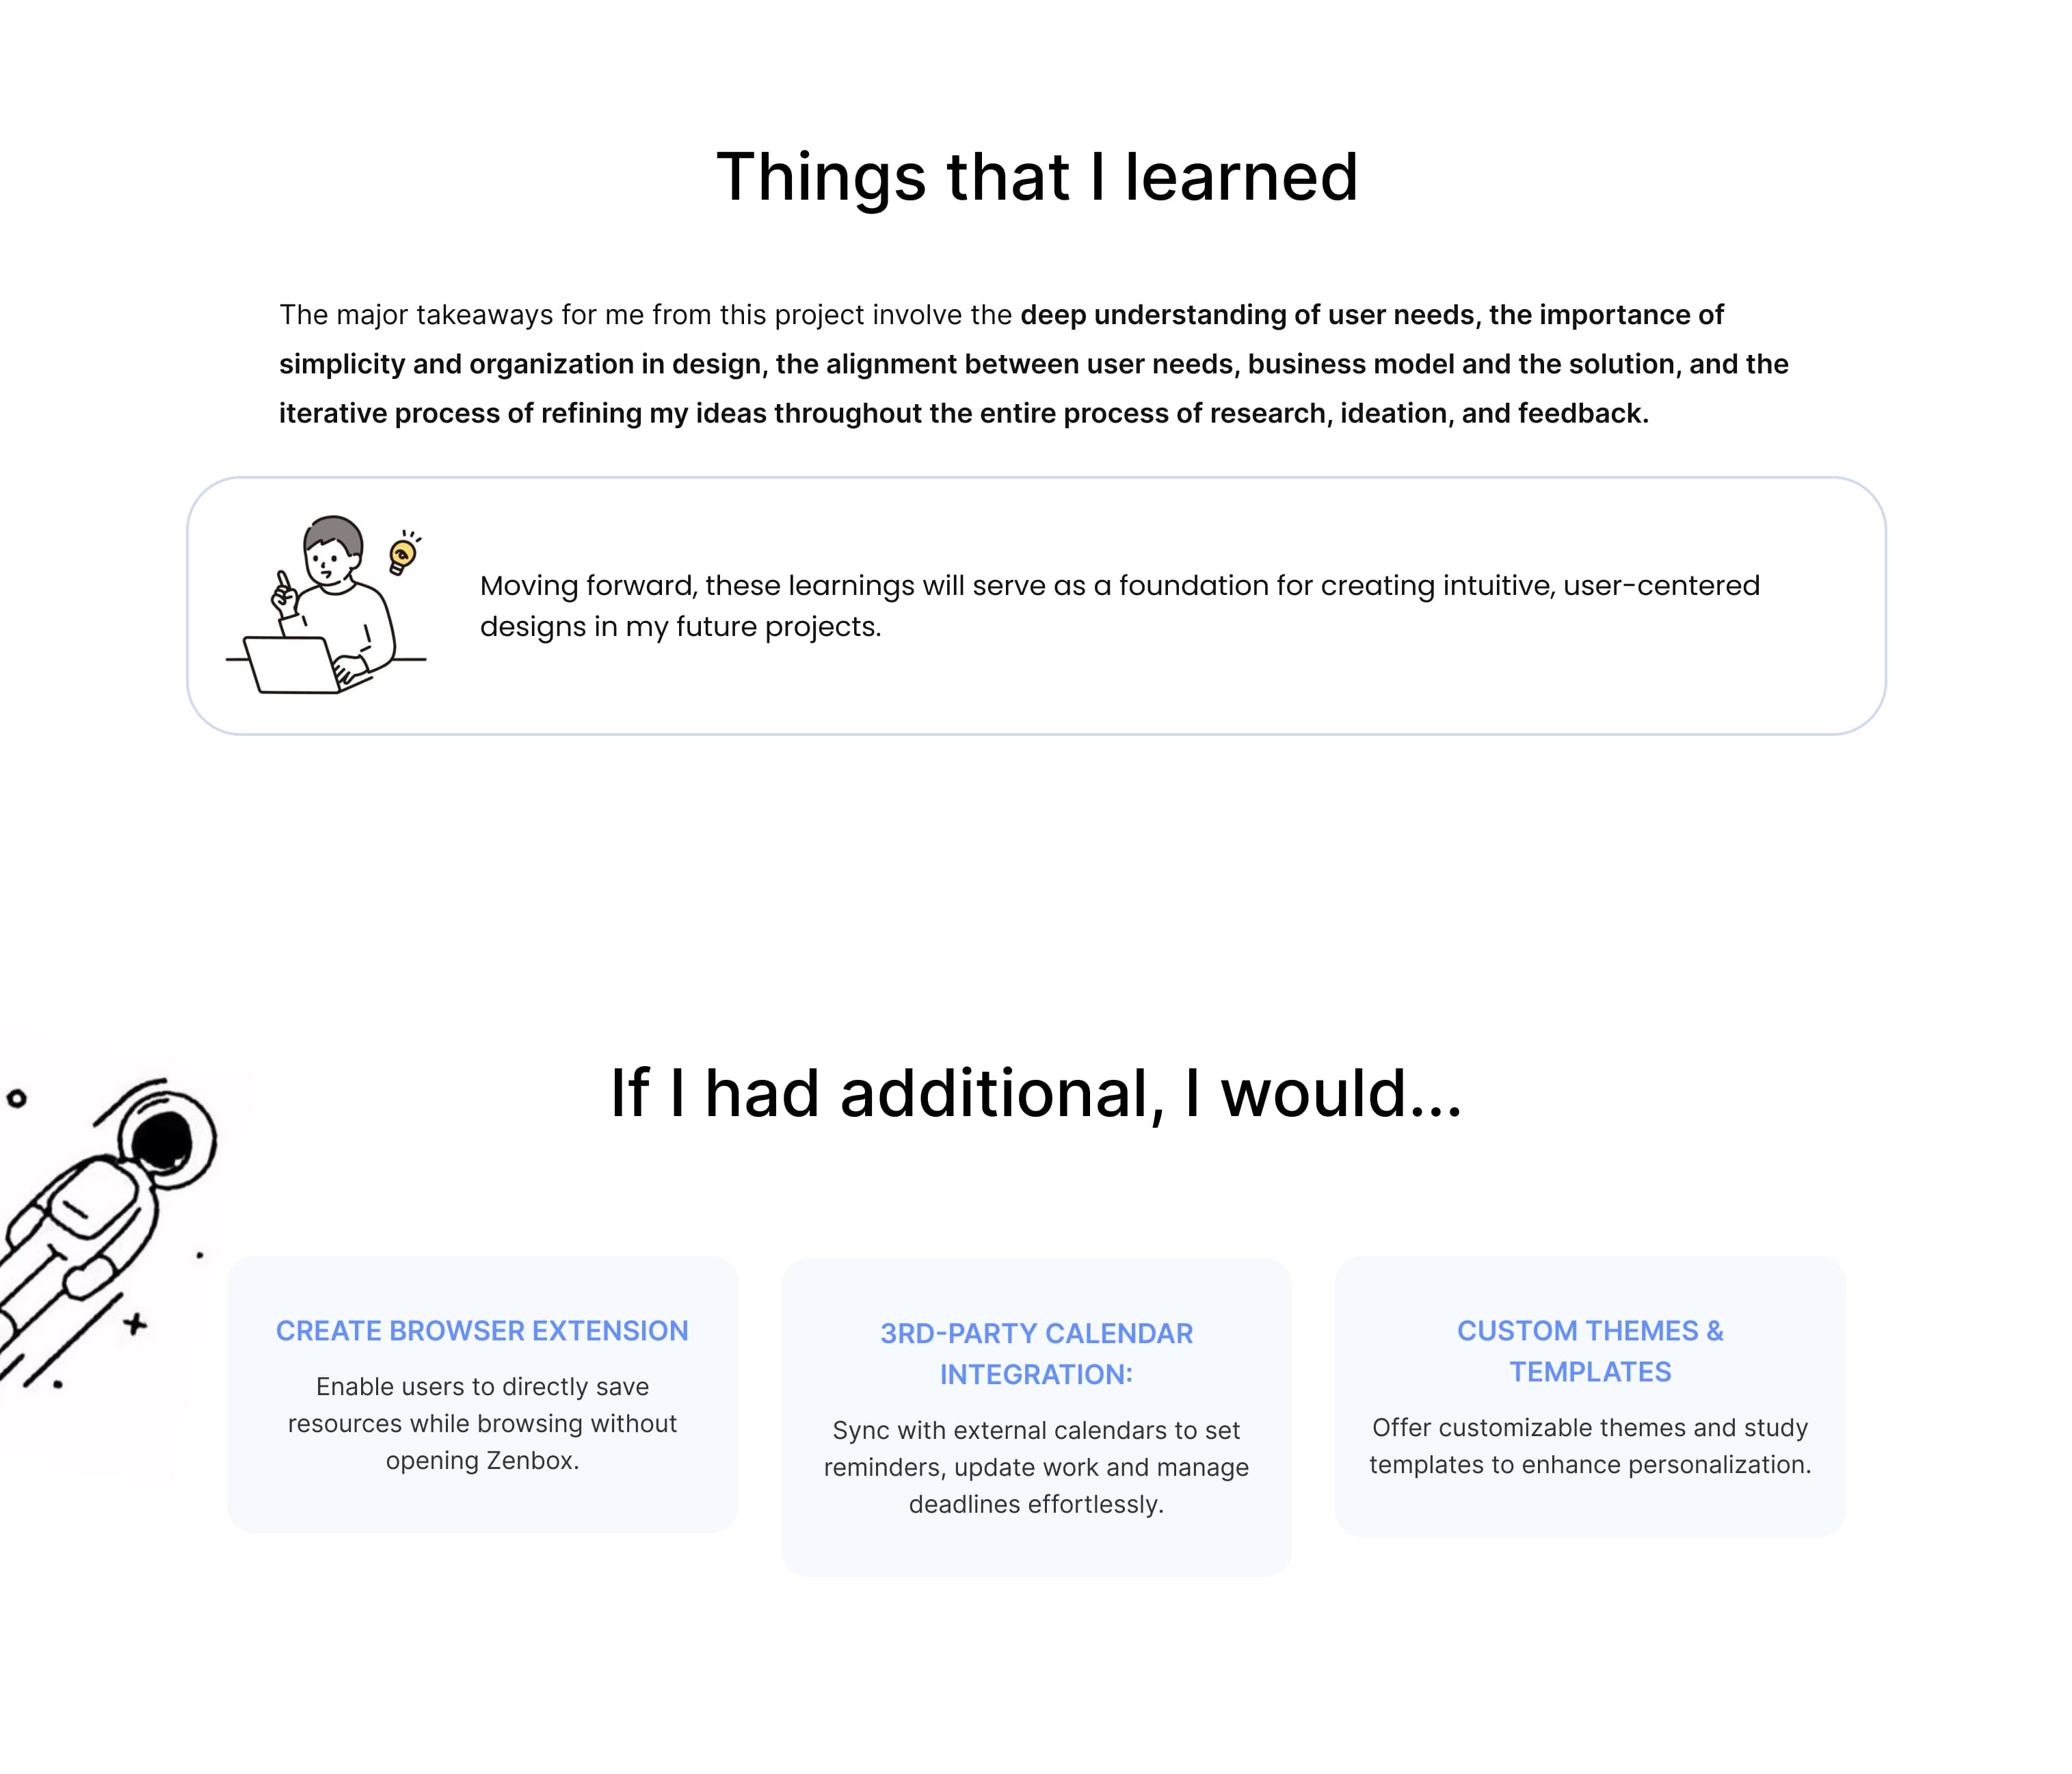 Things that I learned
The major takeaways for me from this project involve the deep understanding of user needs, the importance of
simplicity and organization in design, the alignment between user needs, business model and the solution, and the
iterative process of refining my ideas throughout the entire process of research, ideation, and feedback.
Moving forward, these learnings will serve as a foundation for creating intuitive, user-centered
designs in my future projects.
If I had additional, I would...
CREATE BROWSER EXTENSION
Enable users to directly save
resources while browsing without
opening Zenbox.
3RD-PARTY CALENDAR
INTEGRATION:
Sync with external calendars to set
reminders, update work and manage
deadlines effortlessly.
CUSTOM THEMES &
TEMPLATES
Offer customizable themes and study
templates to enhance personalization.